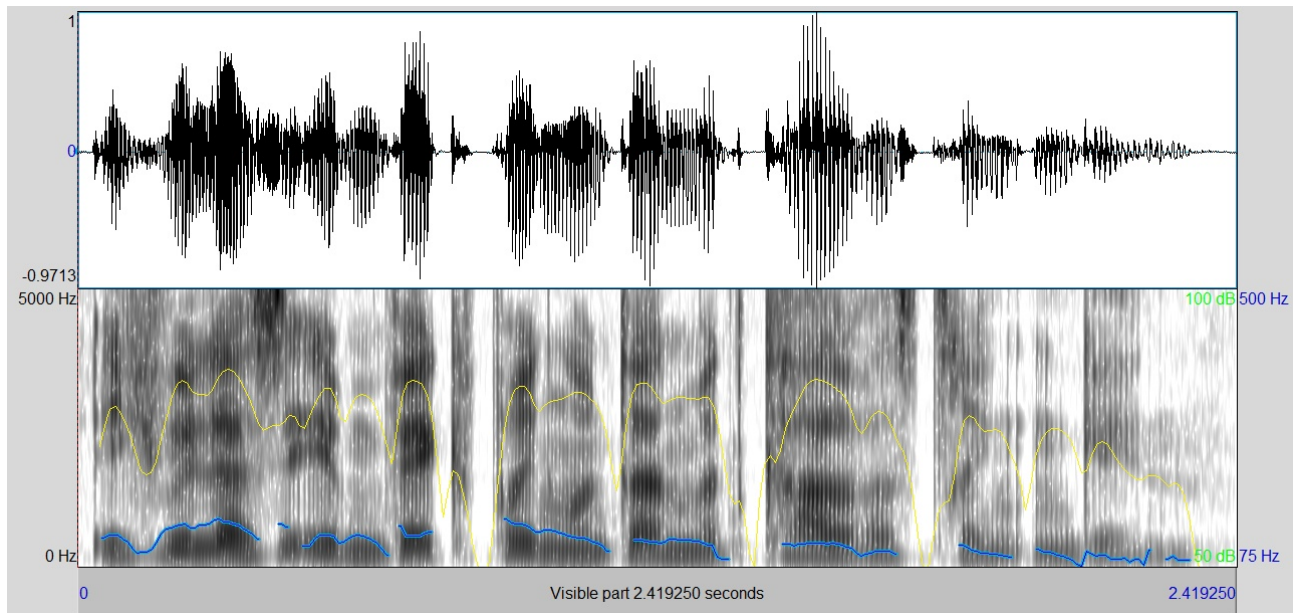 1
0
-0.9713
5000 Hz
100 dB
500 Hz
0 Hz
50 dB
75 Hz
0
Visible part 2.419250 seconds
2.419250